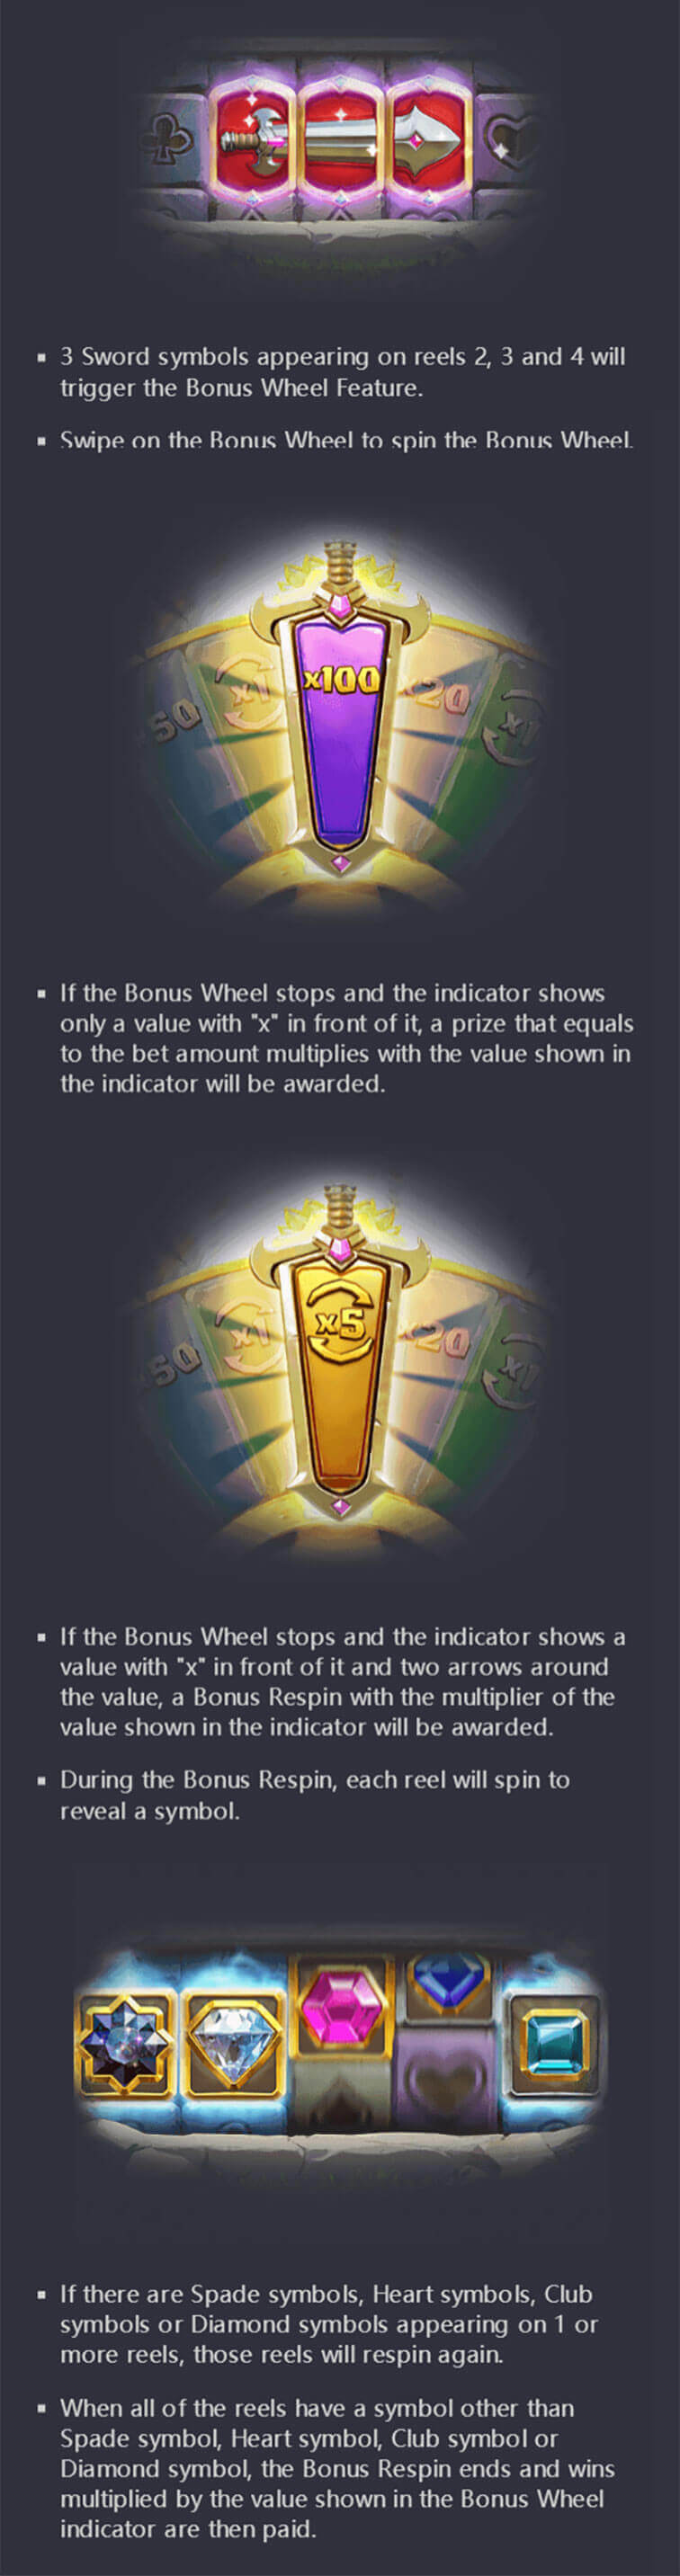 ▪ 3 Sword symbols appearing on reels 2, 3 and 4 will
trigger the Bonus Wheel Feature.
▪ Swipe on the Bonus Wheel to spin the Bonus Wheel.
50 x1 x100 20 x1
▪ If the Bonus Wheel stops and the indicator shows
only a value with "x" in front of it, a prize that equals
to the bet amount multiplies with the value shown in
the indicator will be awarded.
x50 x1 x5 x20 x1
▪ If the Bonus Wheel stops and the indicator shows a
value with "x" in front of it and two arrows around
the value, a Bonus Respin with the multiplier of the
value shown in the indicator will be awarded.
▪ During the Bonus Respin, each reel will spin to
reveal a symbol.
▪ If there are Spade symbols, Heart symbols, Club
symbols or Diamond symbols appearing on 1 or
more reels, those reels will respin again.
▪ When all of the reels have a symbol other than
Spade symbol, Heart symbol, Club symbol or
Diamond symbol, the Bonus Respin ends and wins
multiplied by the value shown in the Bonus Wheel
indicator are then paid.